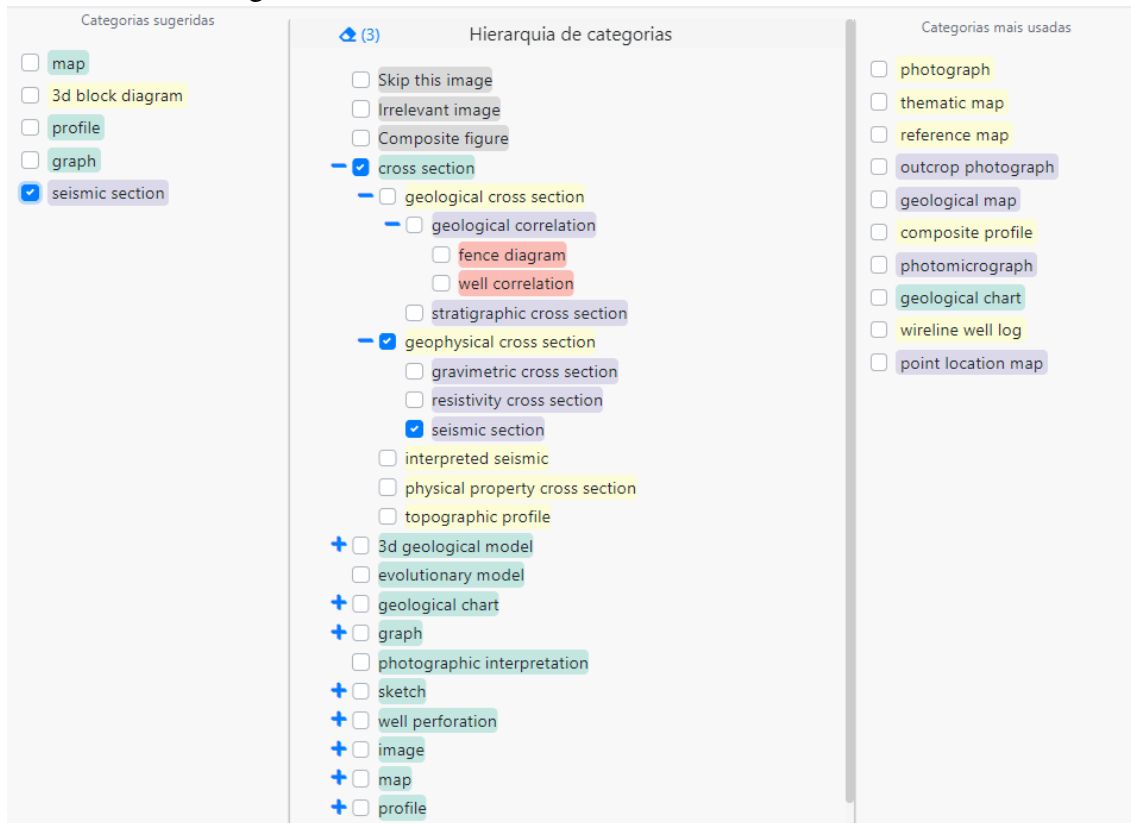 Categorias sugeridas
map
3d block diagram
profile
graph
seismic section
(3)
Hierarquia de categorias
Skip this image
Irrelevant image
Composite figure
cross section
geological cross section
geological correlation
fence diagram
well correlation
stratigraphic cross section
geophysical cross section
gravimetric cross section
resistivity cross section
seismic section
interpreted seismic
physical property cross section
topographic profile
3d geological model
evolutionary model
geological chart
graph
photographic interpretation
sketch
well perforation
image
map
profile
Categorias mais usadas
photograph
thematic map
reference map
outcrop photograph
geological map
composite profile
photomicrograph
geological chart
wireline well log
point location map